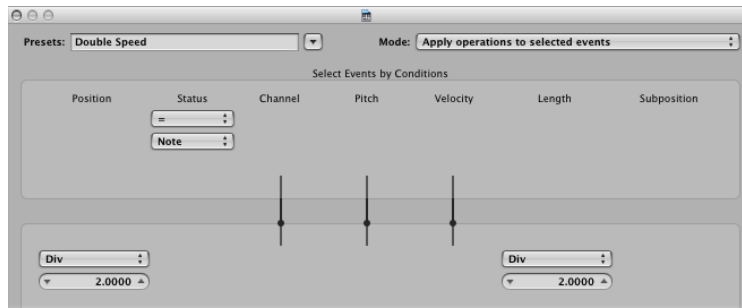 Presets: Double Speed Mode: Apply operations to selected events
Select Events by Conditions
Position Status Channel Pitch Velocity Length Subposition
=
Note
Div Div
2.0000 2.0000